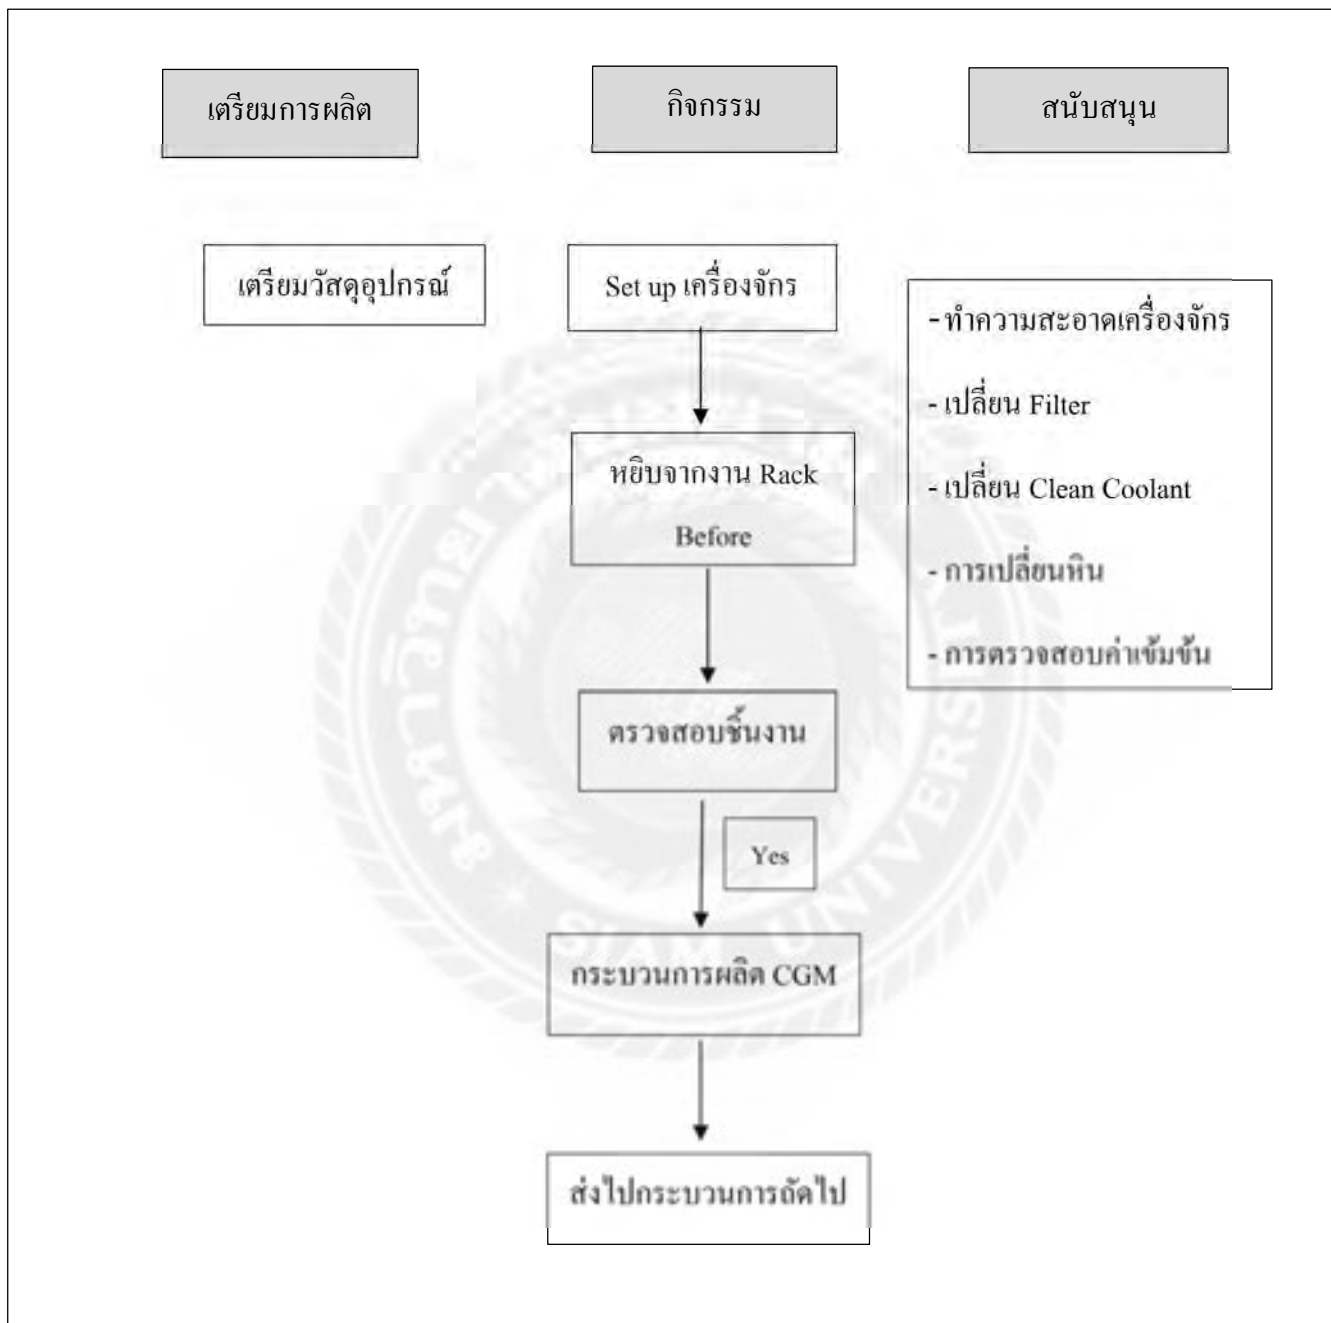 เตรียมการผลิต
กิจกรรม
สนับสนุน
เตรียมวัสดุอุปกรณ์
Set up เครื่องจักร
- ทำความสะอาดเครื่องจักร
- เปลี่ยน Filter
- เปลี่ยน Clean Coolant
- การเปลี่ยนหิน
- การตรวจสอบค่าเข้มข้น
หยิบจากงาน Rack
Before
ตรวจสอบชิ้นงาน
Yes
กระบวนการผลิต CGM
ส่งไปกระบวนการถัดไป
SIAM UNIVERSITY